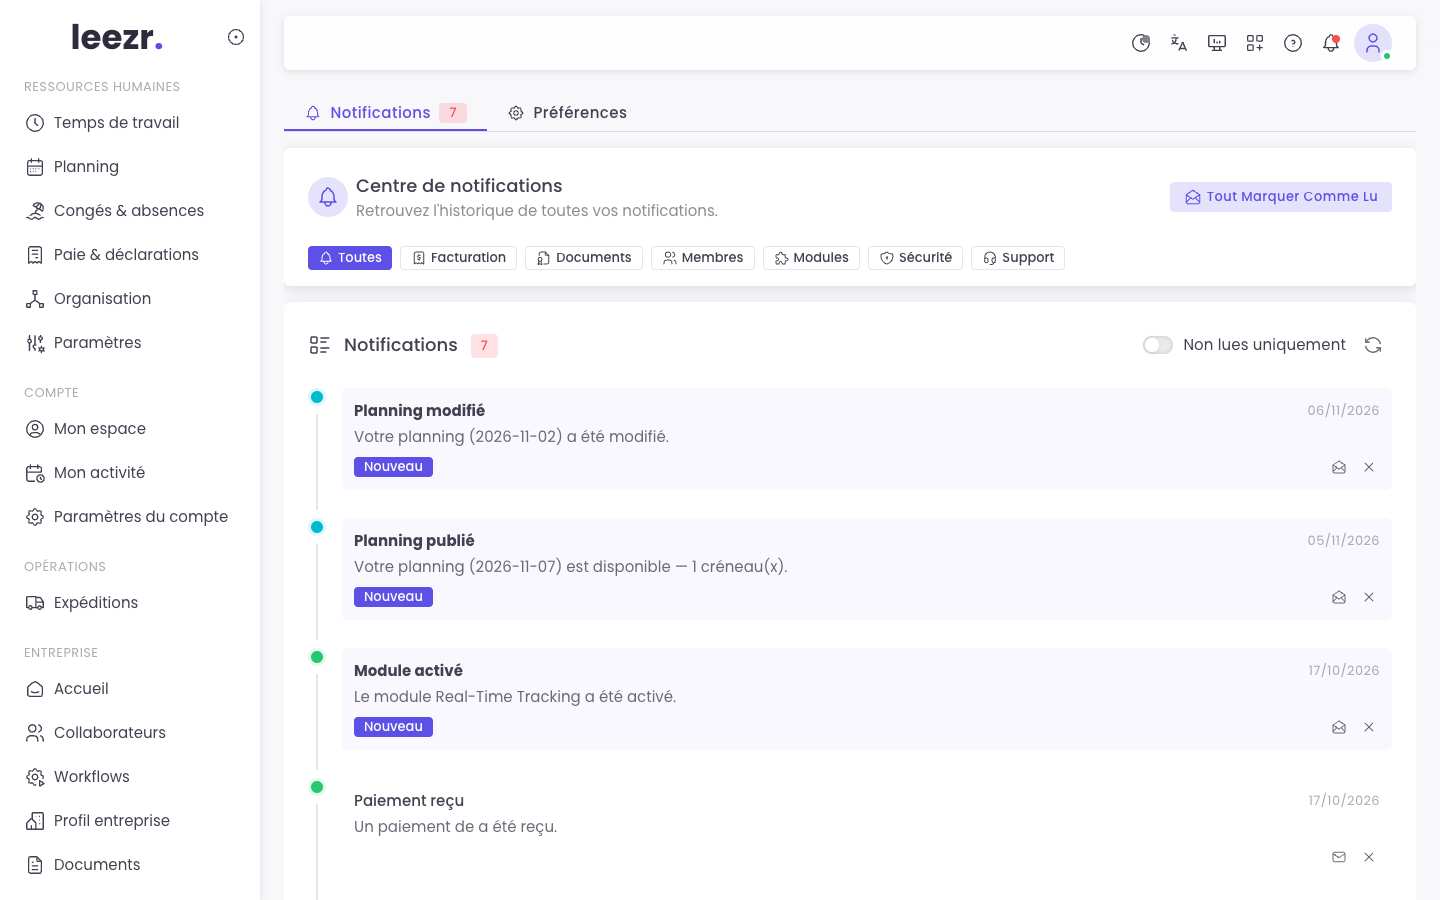 leezr.
RESSOURCES HUMAINES
Temps de travail
Planning
Congés & absences
Paie & déclarations
Organisation
Paramètres
COMPTE
Mon espace
Mon activité
Paramètres du compte
OPÉRATIONS
Expéditions
ENTREPRISE
Accueil
Collaborateurs
Workflows
Profil entreprise
Documents
Notifications 7
Préférences
Centre de notifications
Retrouvez l'historique de toutes vos notifications.
Tout Marquer Comme Lu
Toutes
Facturation
Documents
Membres
Modules
Sécurité
Support
Notifications 7
Non lues uniquement
Planning modifié
06/11/2026
Votre planning (2026-11-02) a été modifié.
Nouveau
Planning publié
05/11/2026
Votre planning (2026-11-07) est disponible — 1 créneau(x).
Nouveau
Module activé
17/10/2026
Le module Real-Time Tracking a été activé.
Nouveau
Paiement reçu
17/10/2026
Un paiement de a été reçu.